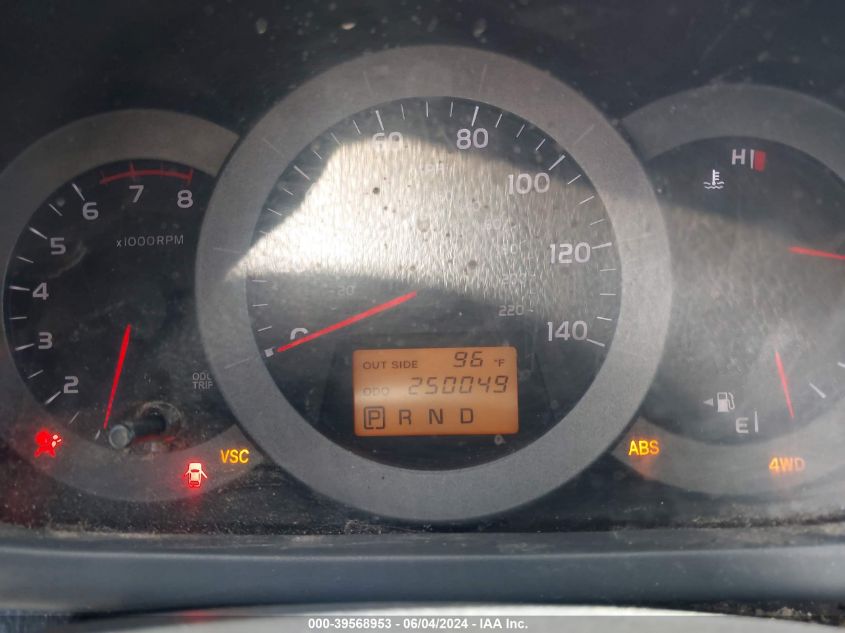 6 7 8
5
x1000RPM
4
3
2
ODO
TRIP
VSC
60 80
100
120
140
0
20
220
OUT SIDE 96 °F
ODO 250049
P R N D
H
E
ABS
4WD
000-39568953 - 06/04/2024 - IAA Inc.